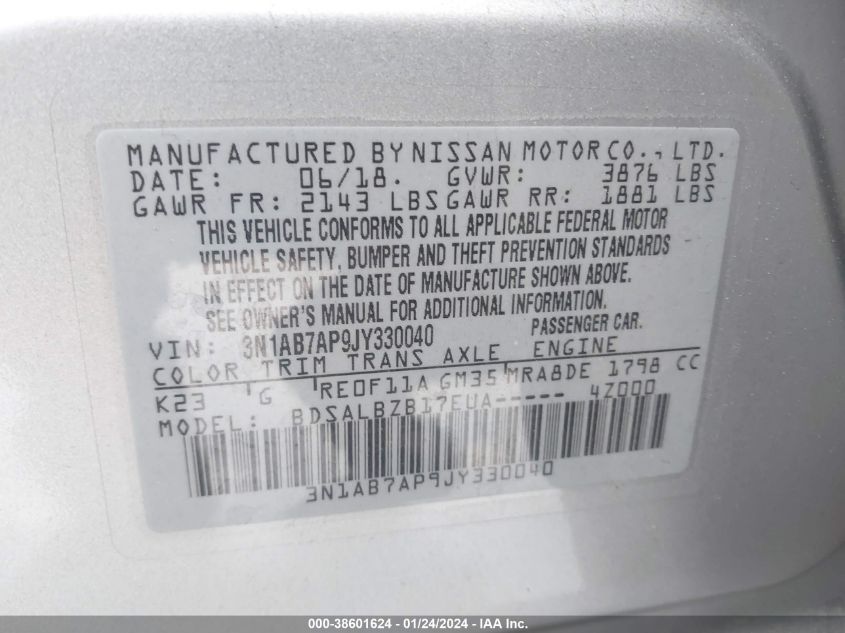 MANUFACTURED BY NISSAN MOTOR CO., LTD.
DATE: 06/18. GVWR: 3876 LBS
GAWR FR: 2143 LBS GAWR RR: 1881 LBS
THIS VEHICLE CONFORMS TO ALL APPLICABLE FEDERAL MOTOR
VEHICLE SAFETY, BUMPER AND THEFT PREVENTION STANDARDS
IN EFFECT ON THE DATE OF MANUFACTURE SHOWN ABOVE.
SEE OWNER'S MANUAL FOR ADDITIONAL INFORMATION.
VIN: 3N1AB7AP9JY330040 PASSENGER CAR.
COLOR TRIM TRANS AXLE ENGINE
K23 G RE0F11A GM35 MRA8DE 1798 CC
MODEL: BDSALBZB17EUA----- 4Z000
3N1AB7AP9JY330040
000-38601624 - 01/24/2024 - IAA Inc.